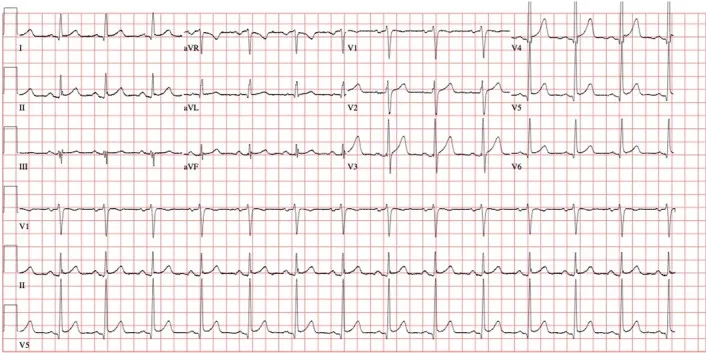 I aVR V1 V4
II aVL V2 V5
III aVF V3 V6
V1
II
V5